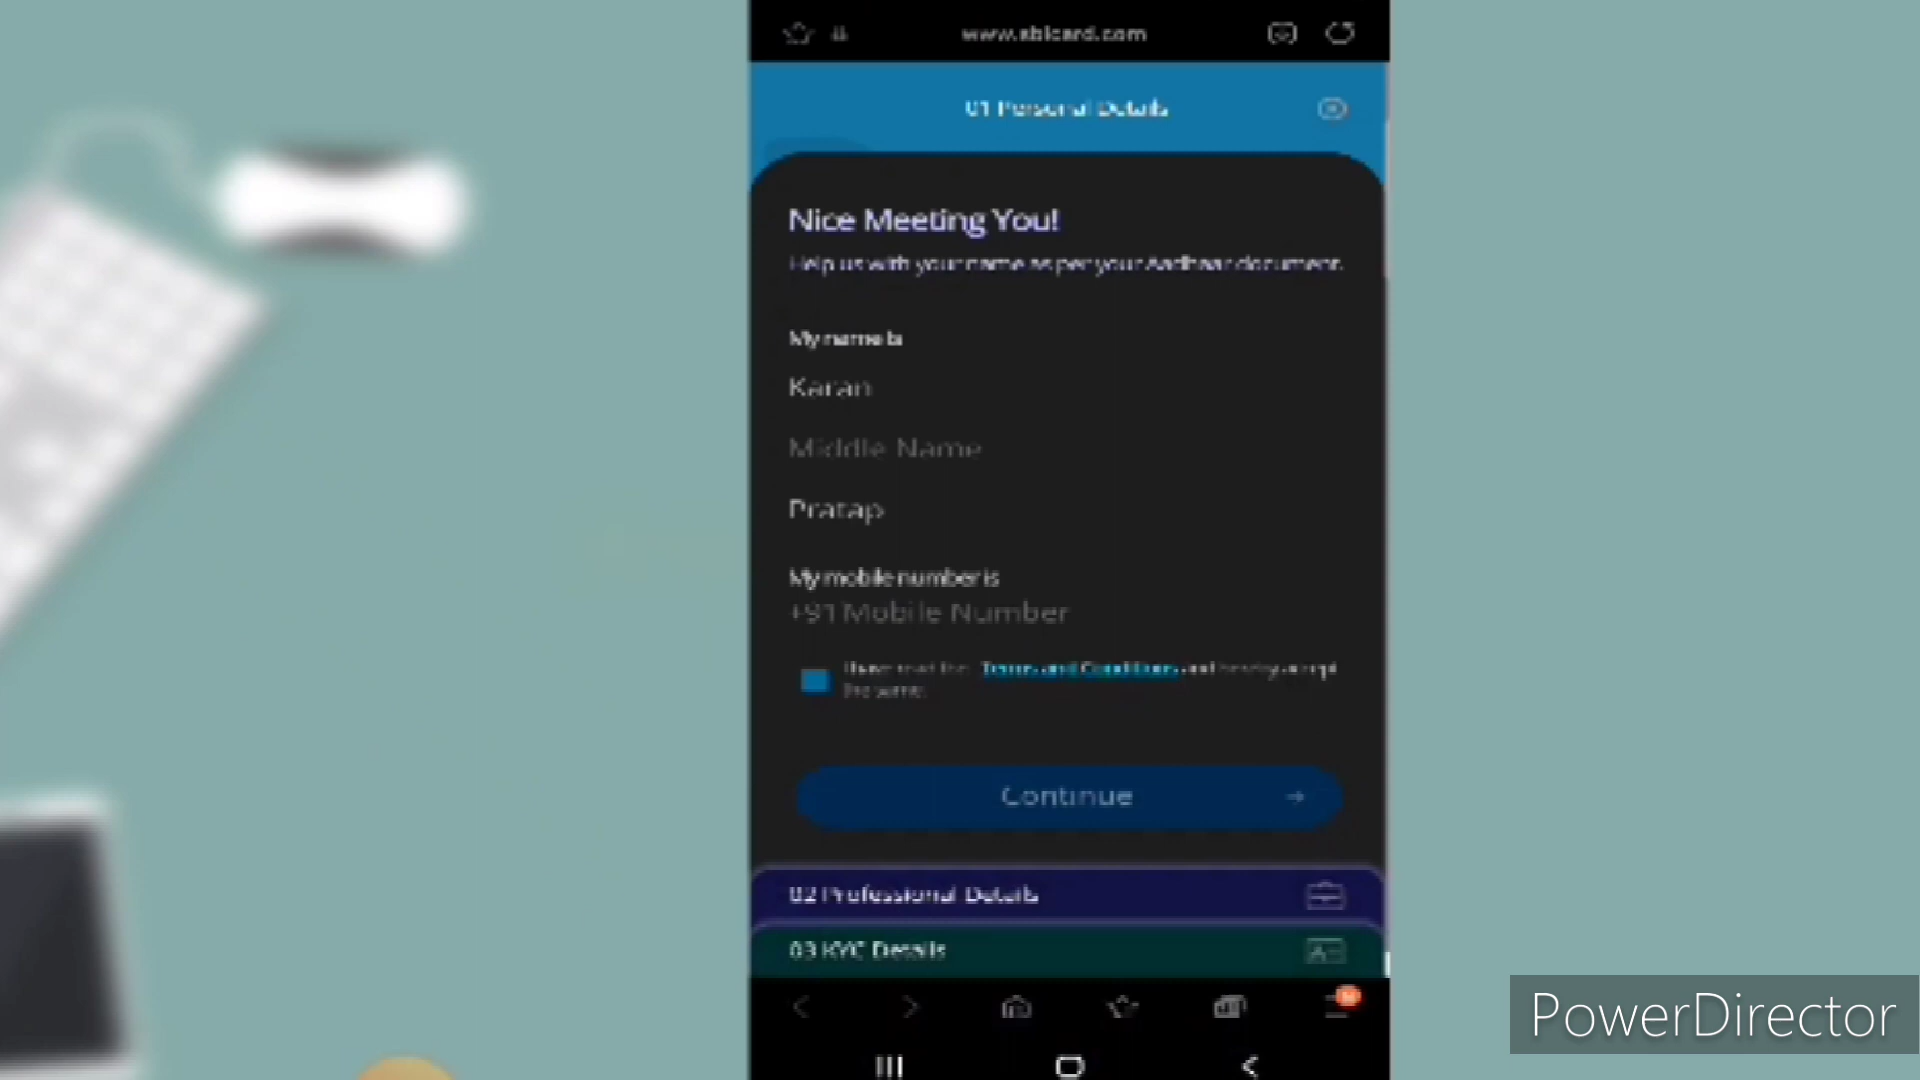 www.sbicard.com
01 Personal Details
Nice Meeting You!
Help us with your name as per your Aadhaar document.
My name is
Karan
Middle Name
Pratap
My mobile number is
+91 Mobile Number
I have read the Terms and Conditions and hereby accept
the same.
Continue
02 Professional Details
03 KYC Details
PowerDirector